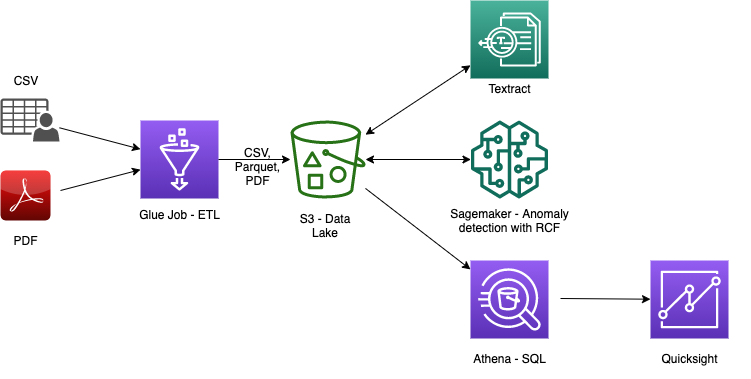 CSV
PDF
Glue Job - ETL
CSV,
Parquet,
PDF
S3 - Data
Lake
Textract
Sagemaker - Anomaly
detection with RCF
Athena - SQL
Quicksight